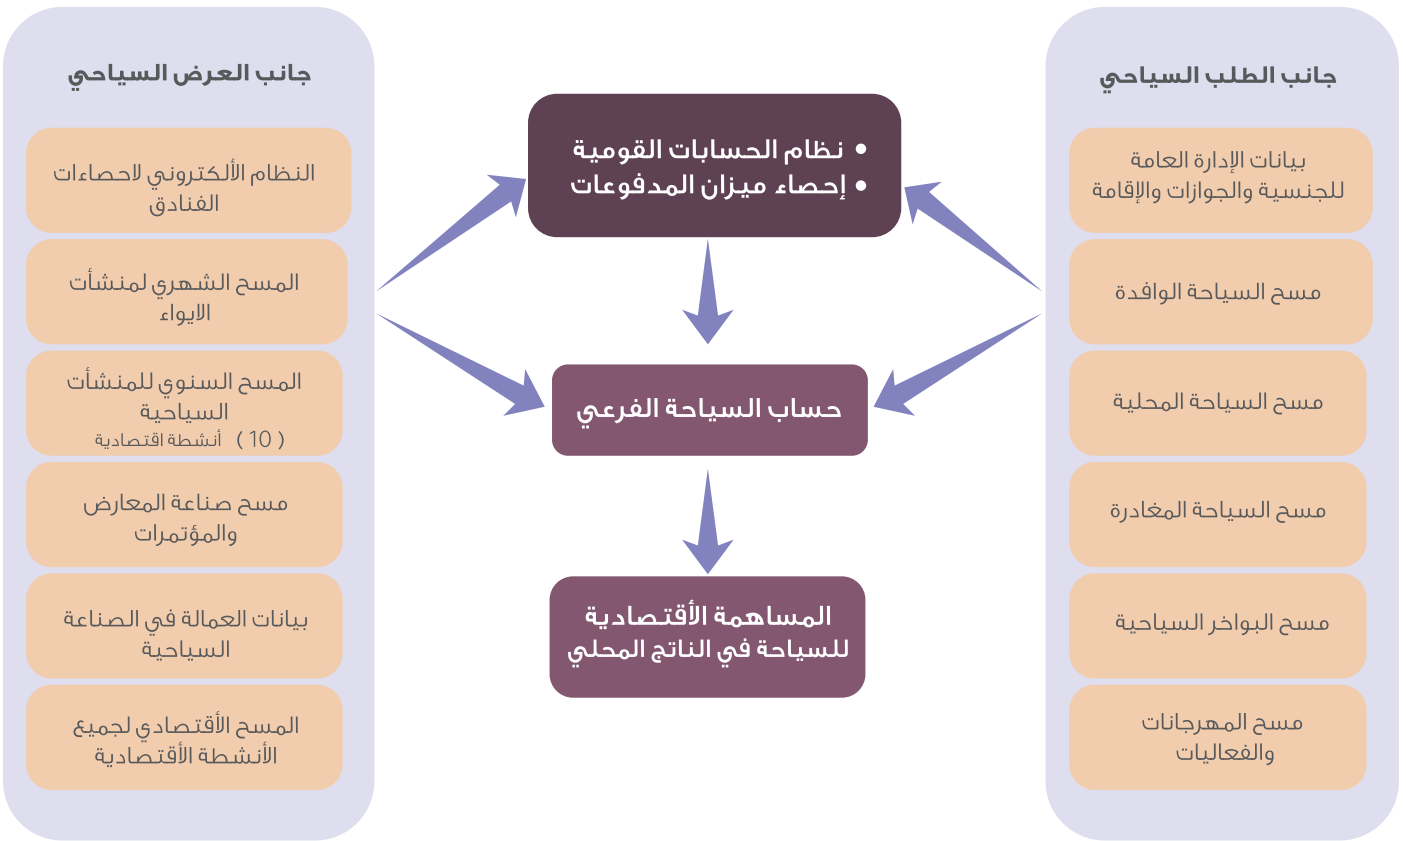 جانب الطلب السياحي
بيانات الإدارة العامة
للجنسية والجوازات والإقامة
مسح السياحة الوافدة
مسح السياحة المحلية
مسح السياحة المغادرة
مسح البواخر السياحية
مسح المهرجانات
والفعاليات
• نظام الحسابات القومية
• إحصاء ميزان المدفوعات
حساب السياحة الفرعي
المساهمة الأقتصادية
للسياحة في الناتج المحلي
جانب العرض السياحي
النظام الألكتروني لاحصاءات
الفنادق
المسح الشهري لمنشأت
الايواء
المسح السنوي للمنشأت
السياحية
( 10 ) أنشطة اقتصادية
مسح صناعة المعارض
والمؤتمرات
بيانات العمالة في الصناعة
السياحية
المسح الأقتصادي لجميع
الأنشطة الأقتصادية